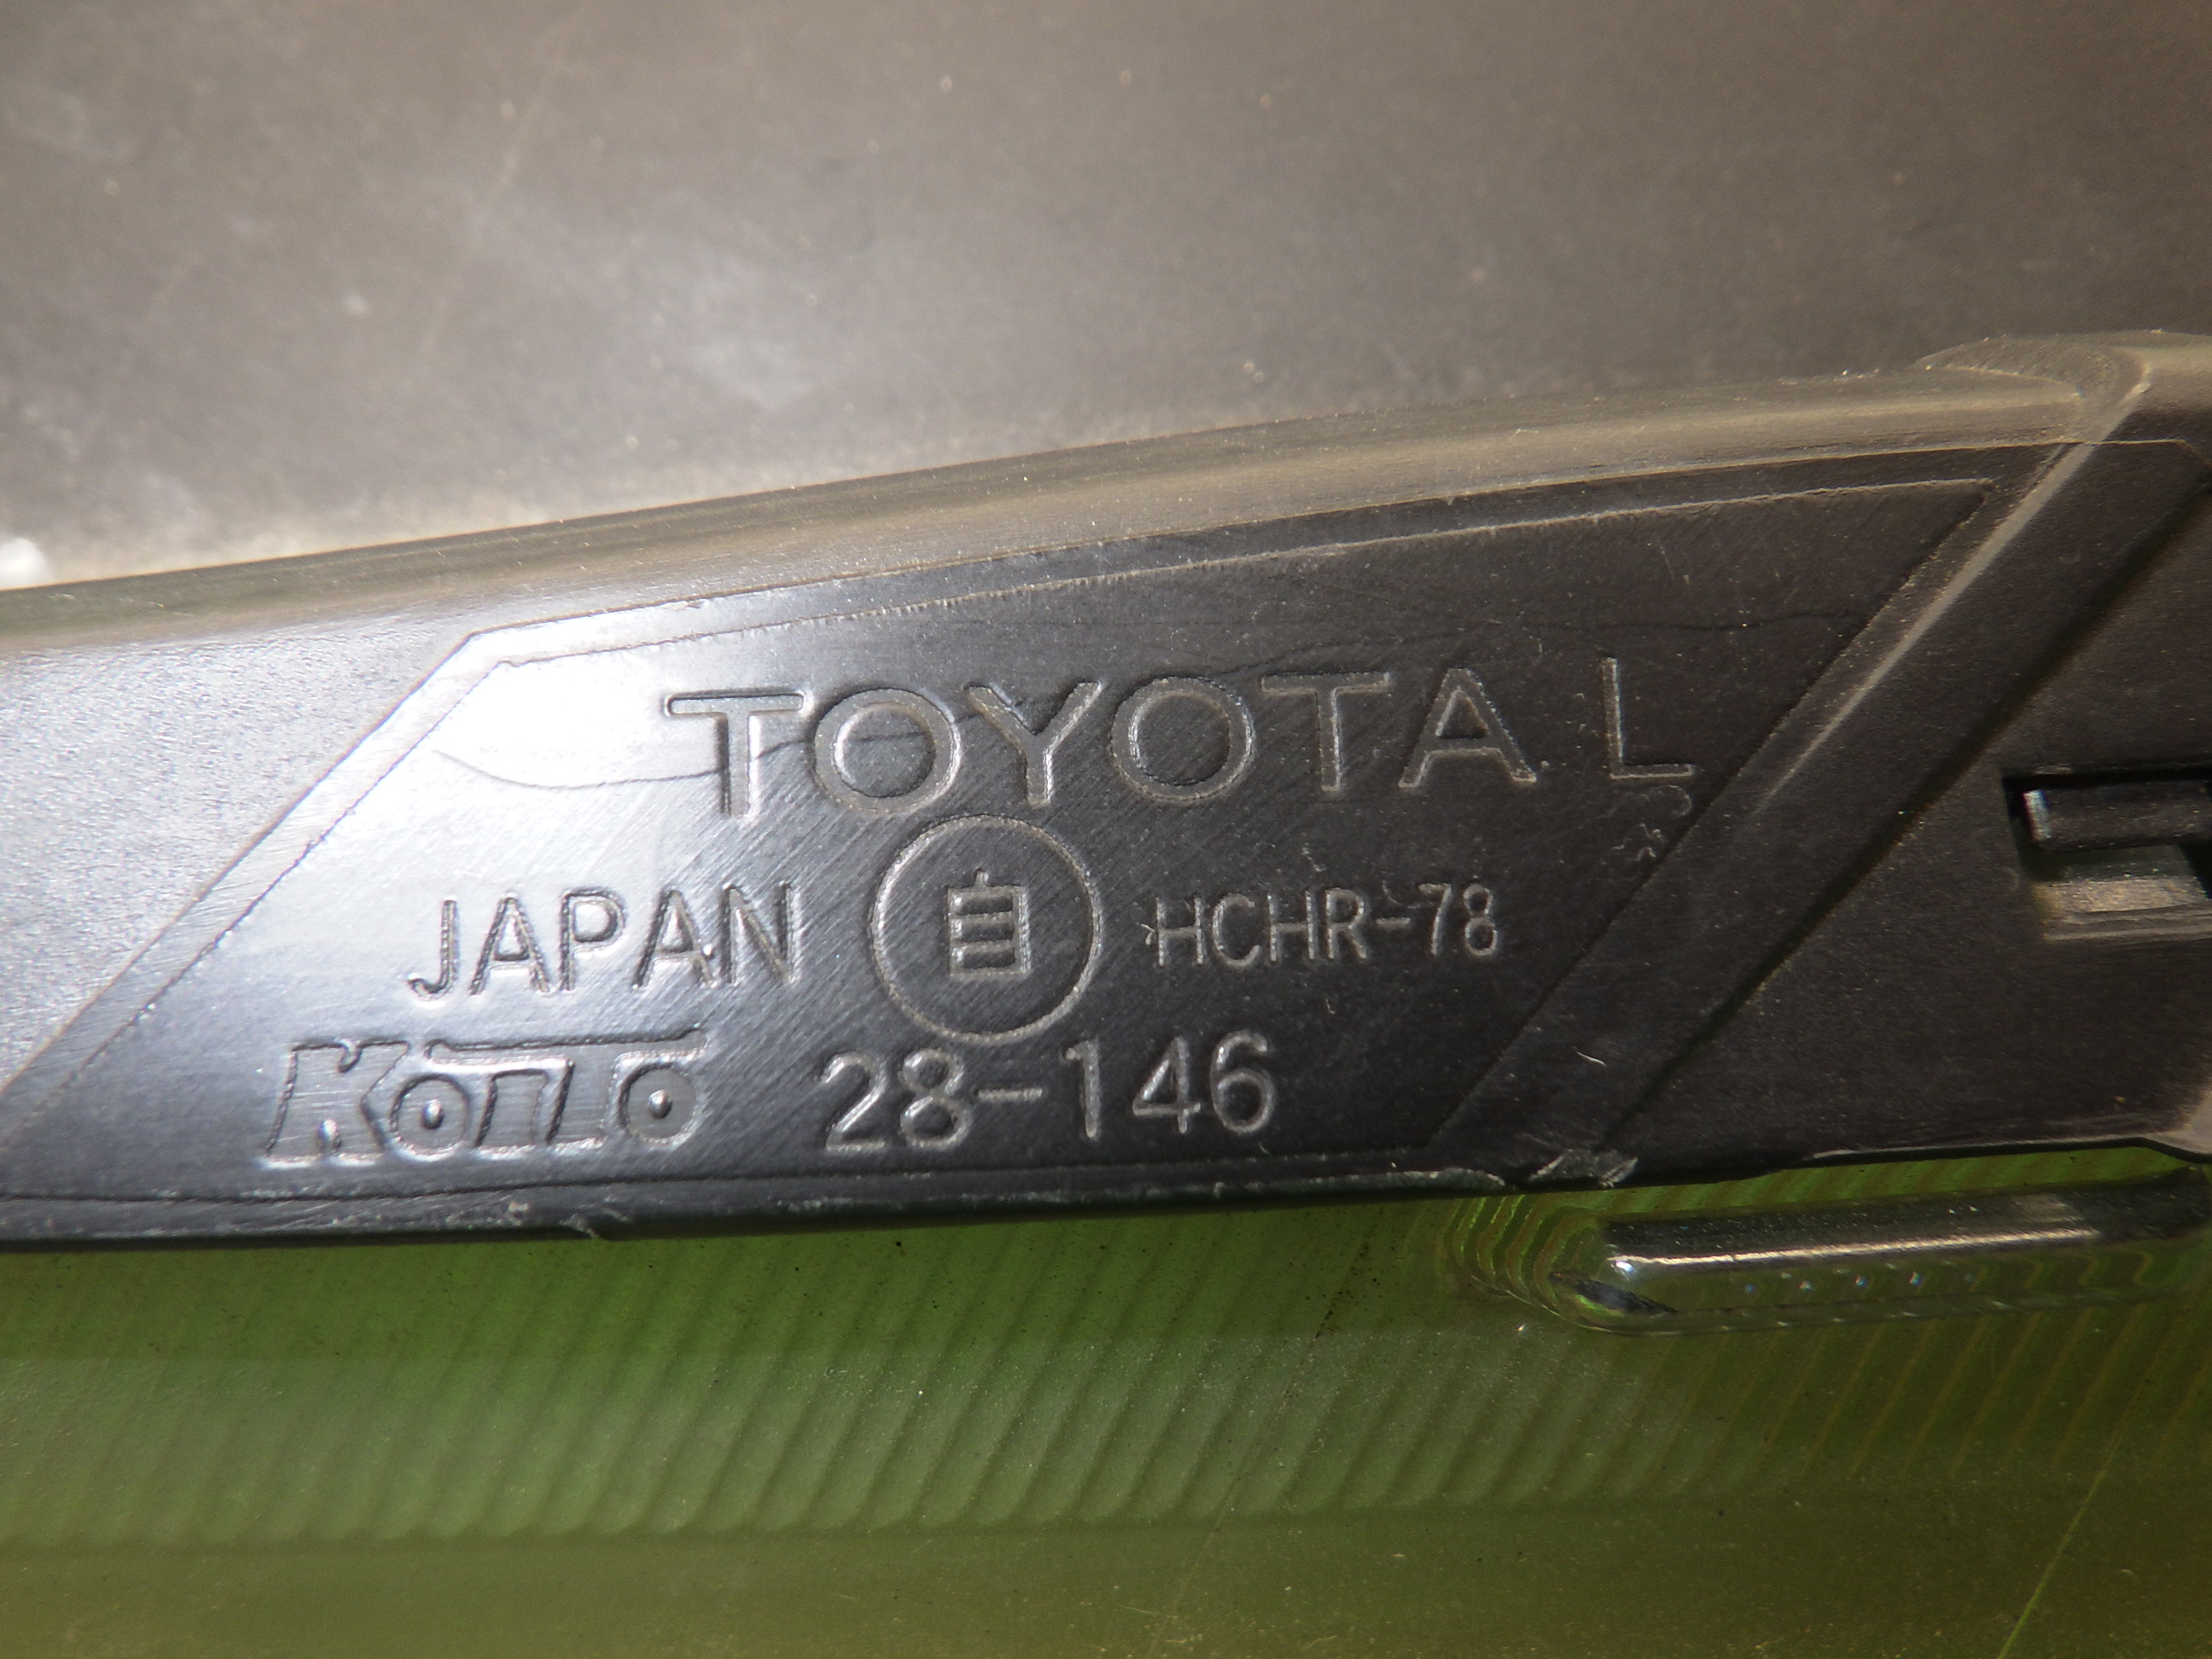 TOYOTA L
JAPAN 自 HCHR-78
KOITO 28-146